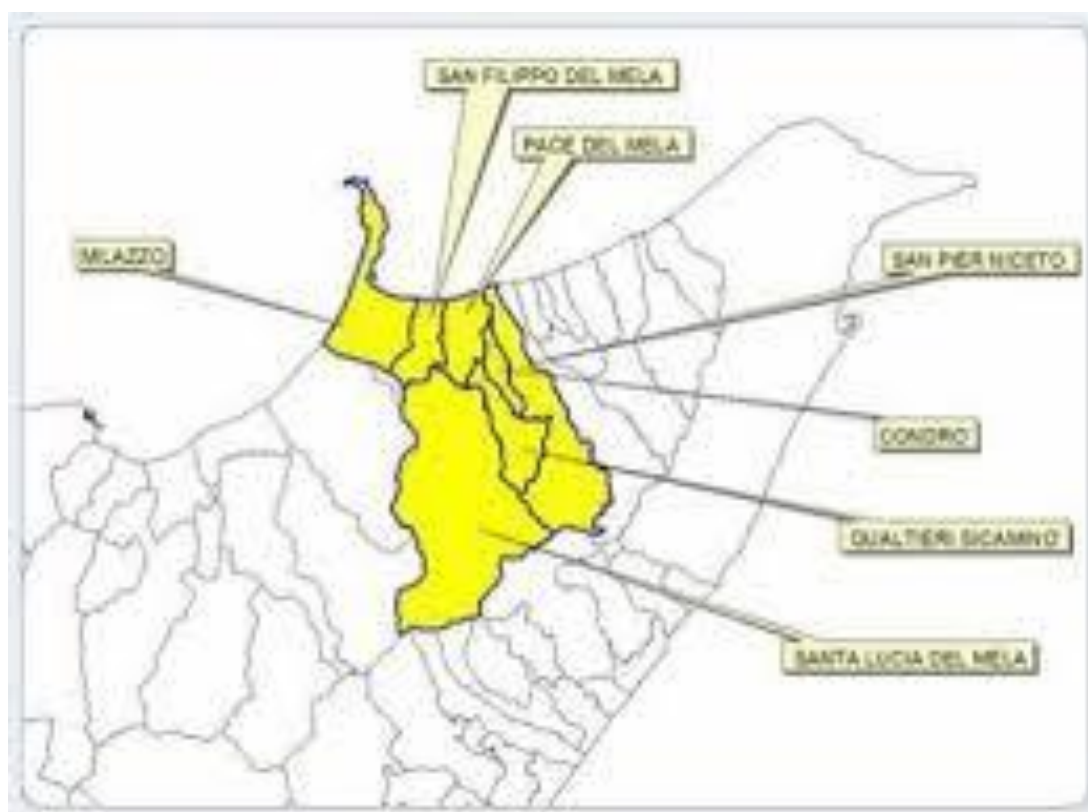 SAN FILIPPO DEL MELA
PACE DEL MELA
MILAZZO
SAN PIER NICETO
CONDRO'
GUALTIERI SICAMINO'
SANTA LUCIA DEL MELA